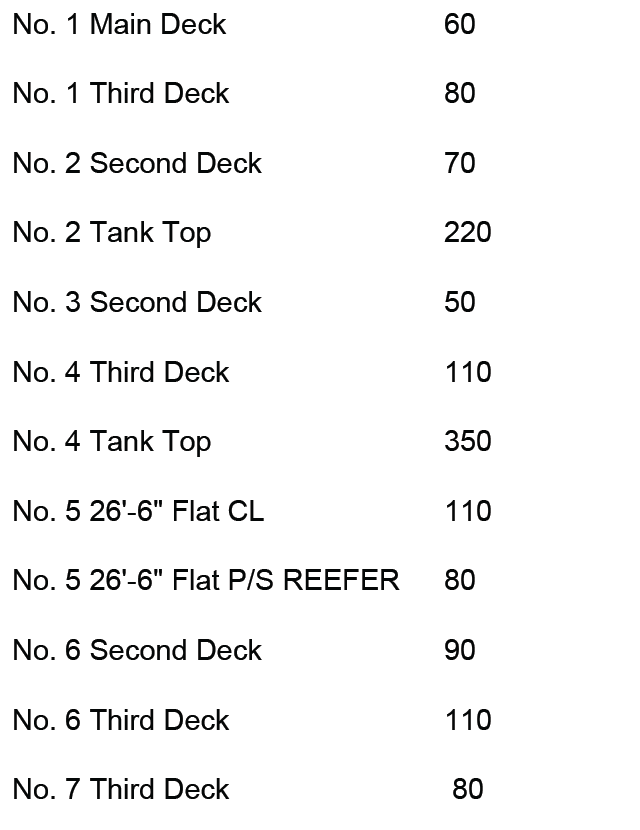 No. 1 Main Deck 60
No. 1 Third Deck 80
No. 2 Second Deck 70
No. 2 Tank Top 220
No. 3 Second Deck 50
No. 4 Third Deck 110
No. 4 Tank Top 350
No. 5 26'-6" Flat CL 110
No. 5 26'-6" Flat P/S REEFER 80
No. 6 Second Deck 90
No. 6 Third Deck 110
No. 7 Third Deck 80